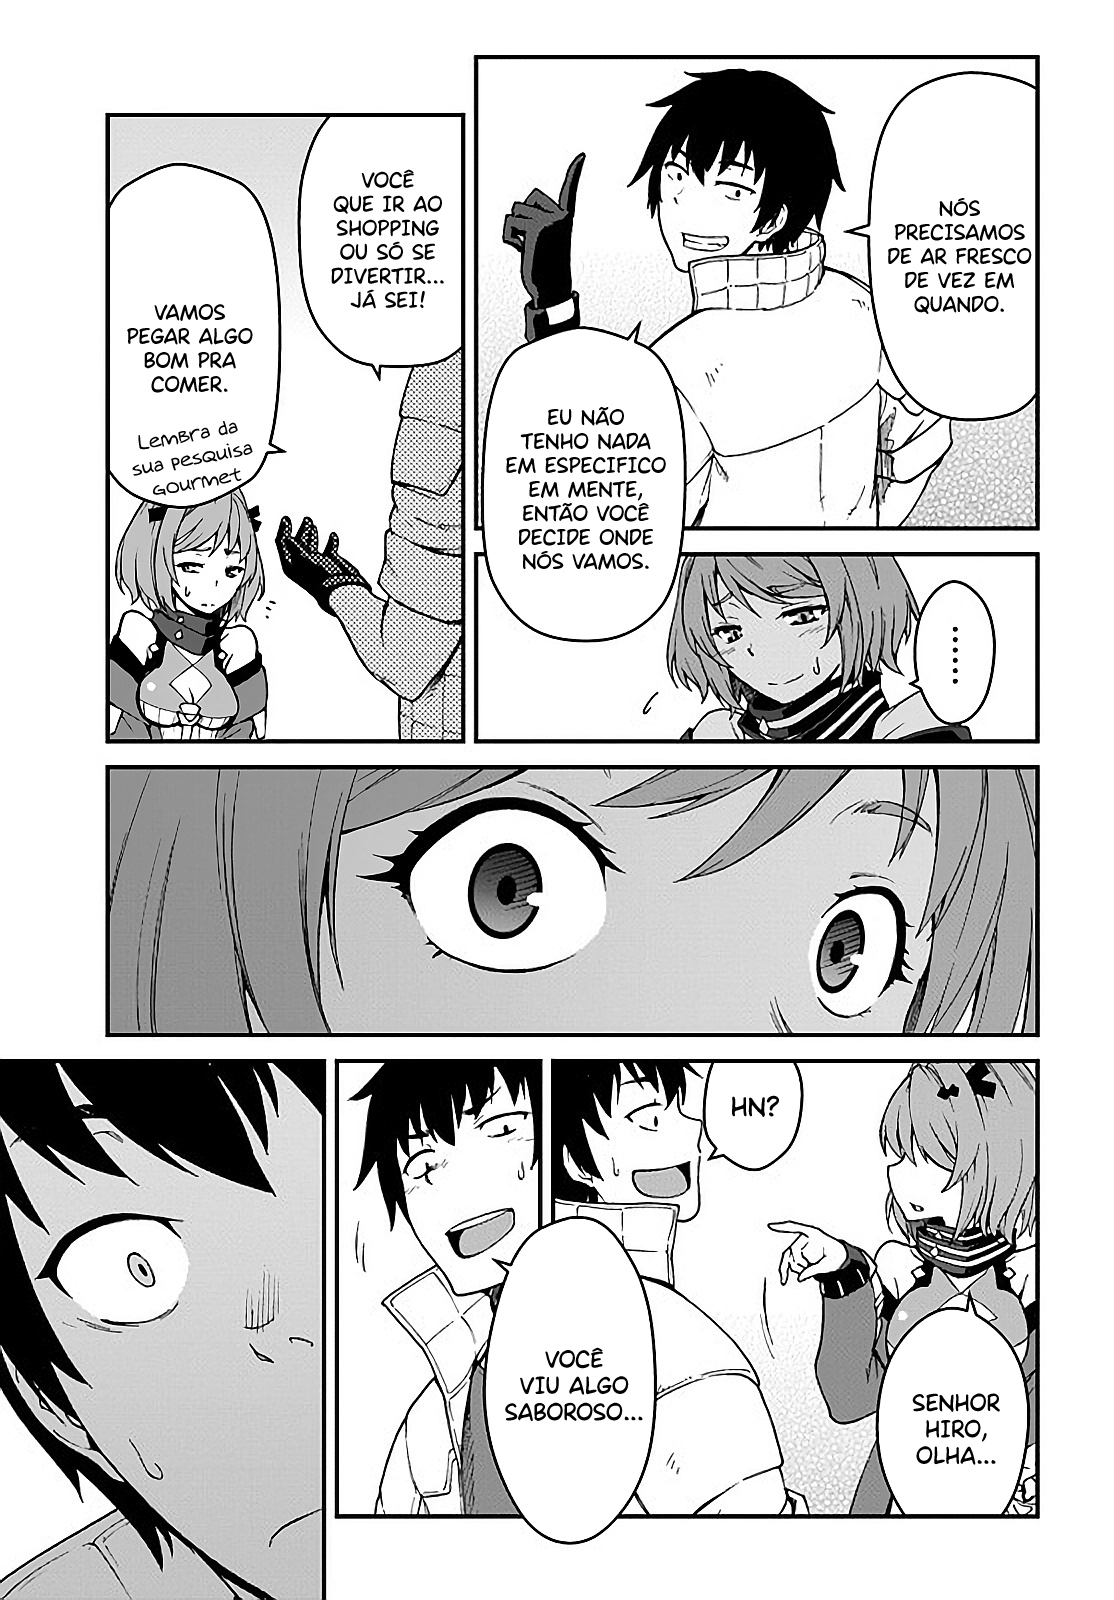 NÓS
PRECISAMOS
DE AR FRESCO
DE VEZ EM
QUANDO.
EU NÃO
TENHO NADA
EM ESPECIFICO
EM MENTE,
ENTÃO VOCÊ
DECIDE ONDE
NÓS VAMOS.
......
VOCÊ
QUE IR AO
SHOPPING
OU SÓ SE
DIVERTIR...
JÁ SEI!
VAMOS
PEGAR ALGO
BOM PRA
COMER.
Lembra da
sua pesquisa
Gourmet
SENHOR
HIRO,
OLHA...
HN?
VOCÊ
VIU ALGO
SABOROSO...